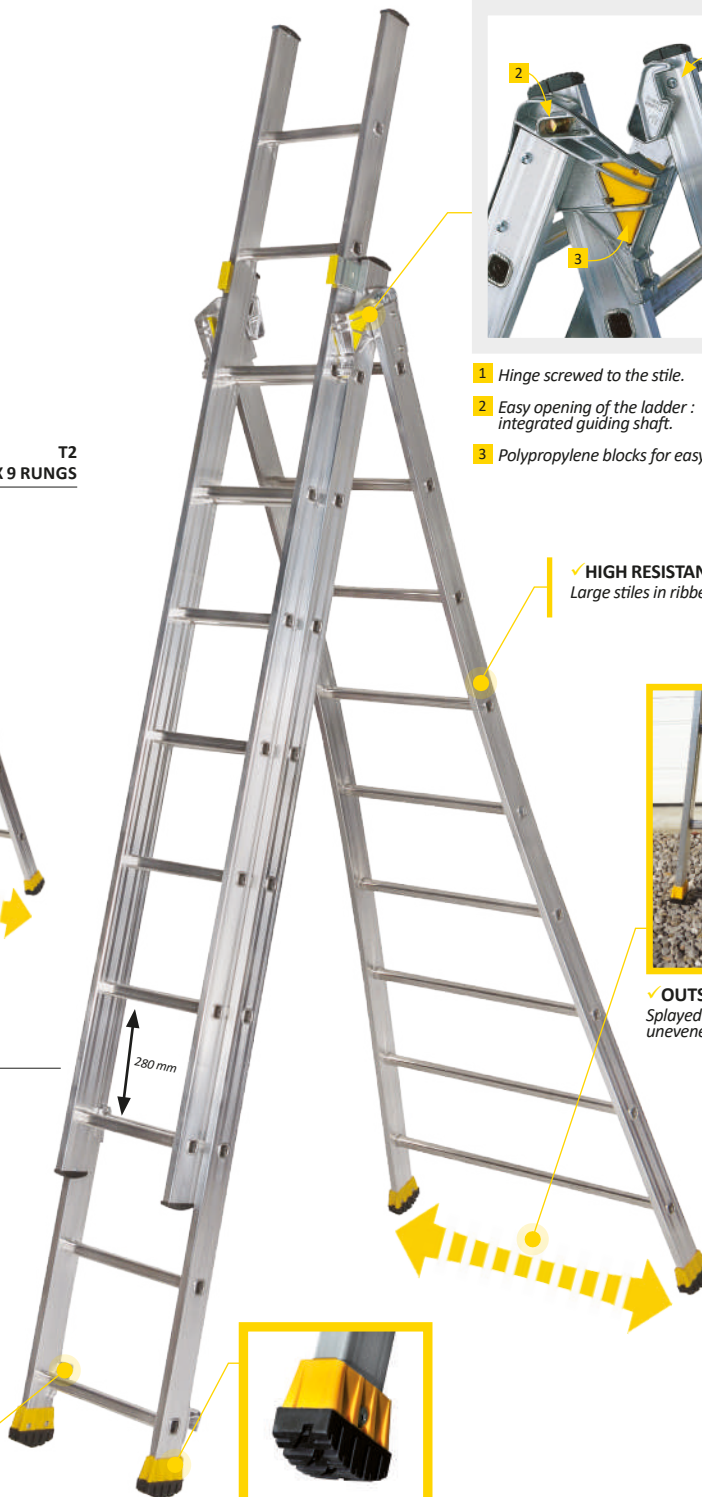 2
3
1 Hinge screwed to the stile.
2 Easy opening of the ladder :
integrated guiding shaft.
3 Polypropylene blocks for easy
T2
X 9 RUNGS
✓HIGH RESISTAN
Large stiles in ribbe
✓OUTS
Splayed
unevene
280 mm